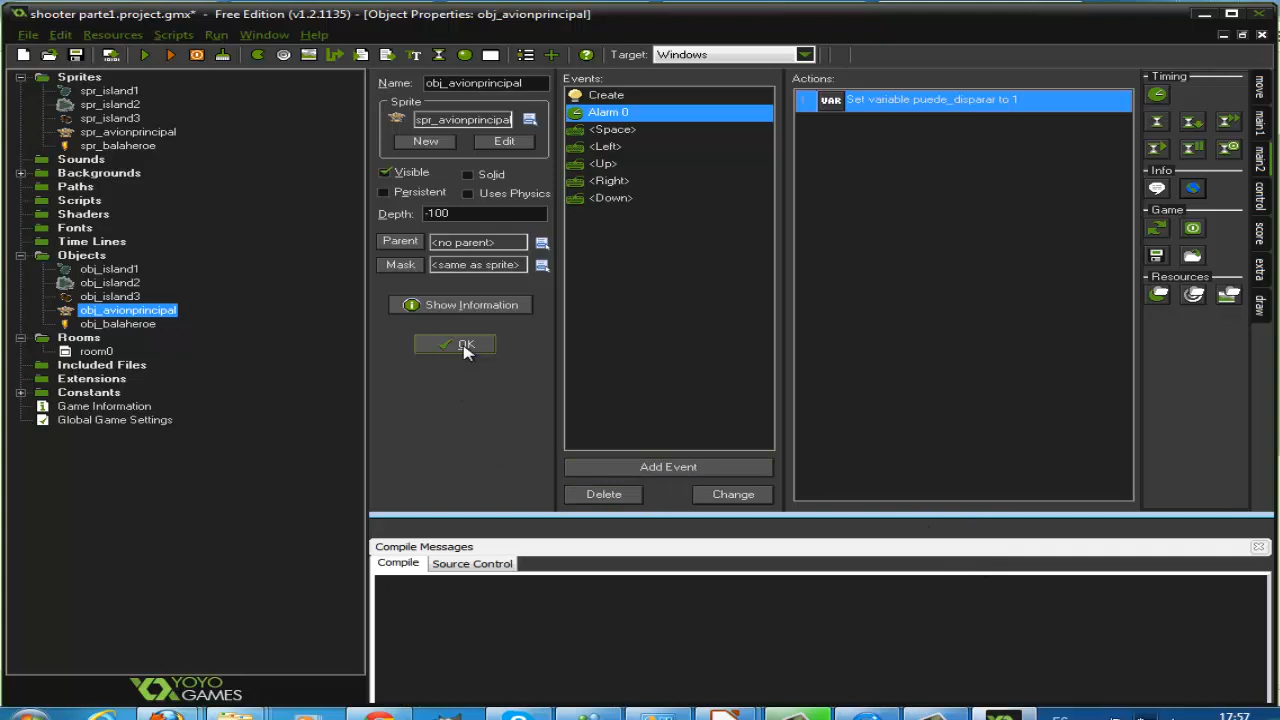 shooter parte1.project.gmx* - Free Edition (v1.2.1135) - [Object Properties: obj_avionprincipal]
File Edit Resources Scripts Run Window Help
Target: Windows
Sprites
spr_island1
spr_island2
spr_island3
spr_avionprincipal
spr_balaheroe
Sounds
Backgrounds
Paths
Scripts
Shaders
Fonts
Time Lines
Objects
obj_island1
obj_island2
obj_island3
obj_avionprincipal
obj_balaheroe
Rooms
room0
Included Files
Extensions
Constants
Game Information
Global Game Settings
YOYO
GAMES
Name: obj_avionprincipal
Sprite
spr_avionprincipal
New Edit
Visible Solid
Persistent Uses Physics
Depth: -100
Parent <no parent>
Mask <same as sprite>
Show Information
OK
Events:
Create
Alarm 0
<Space>
<Left>
<Up>
<Right>
<Down>
Add Event
Delete Change
Actions:
VAR Set variable puede_disparar to 1
Timing
Info
Game
Resources
move
main1
main2
control
score
extra
draw
Compile Messages
Compile Source Control
17:57